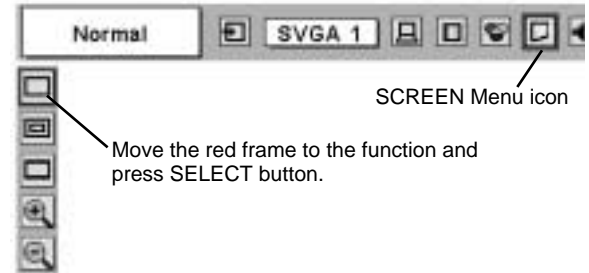 Normal
SVGA 1
SCREEN Menu icon
Move the red frame to the function and
press SELECT button.